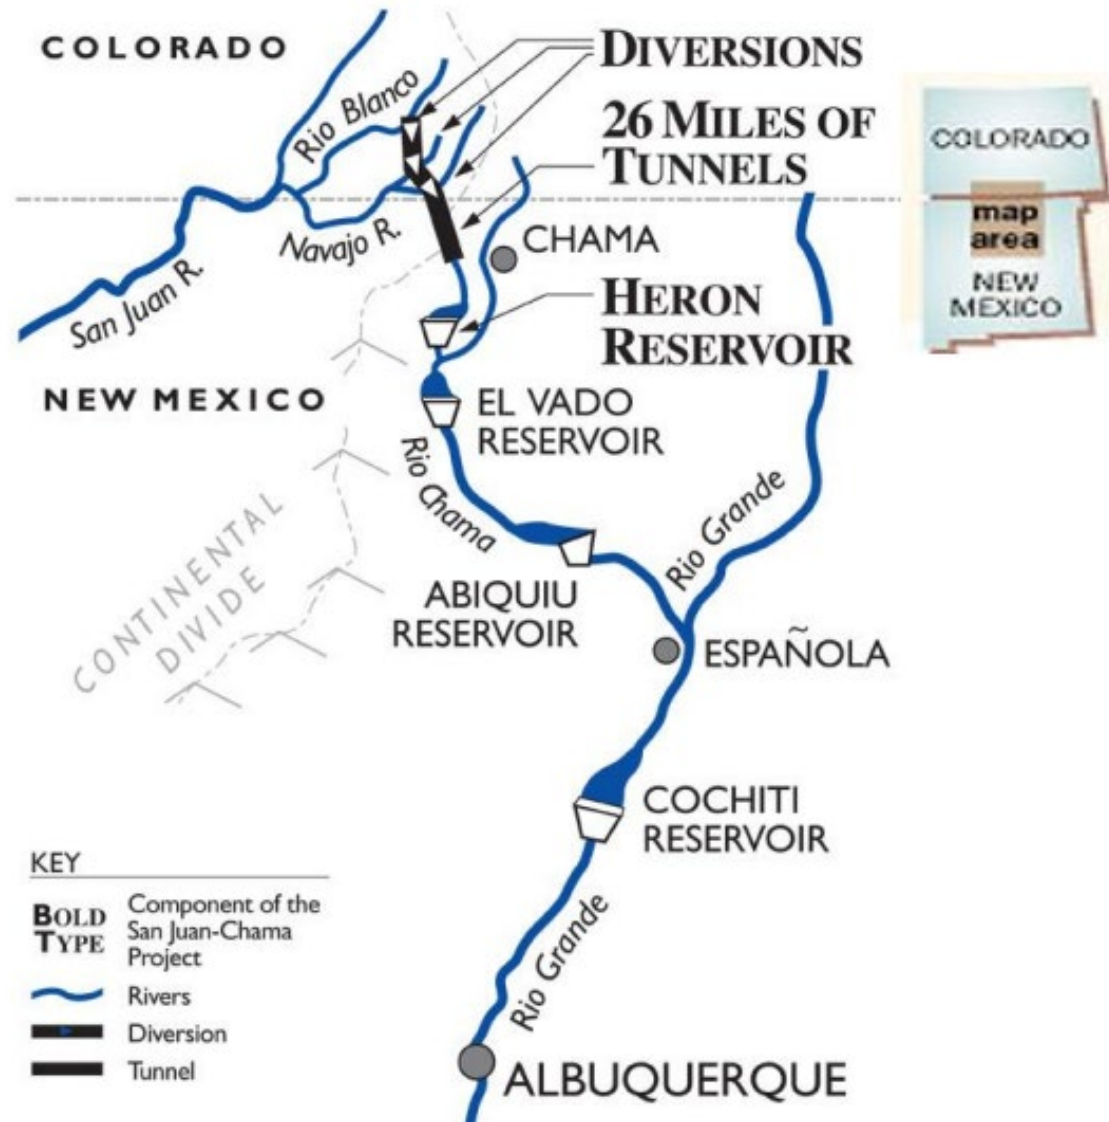 COLORADO
DIVERSIONS
Rio Blanco
26 MILES OF
TUNNELS
Navajo R.
San Juan R.
CHAMA
HERON
RESERVOIR
COLORADO
map
area
NEW
MEXICO
NEW MEXICO
EL VADO
RESERVOIR
Rio Chama
Rio Grande
CONTINENTAL
DIVIDE
ABIQUIU
RESERVOIR
ESPAÑOLA
COCHITI
RESERVOIR
Rio Grande
ALBUQUERQUE
KEY
BOLD
TYPE
Component of the
San Juan-Chama
Project
Rivers
Diversion
Tunnel